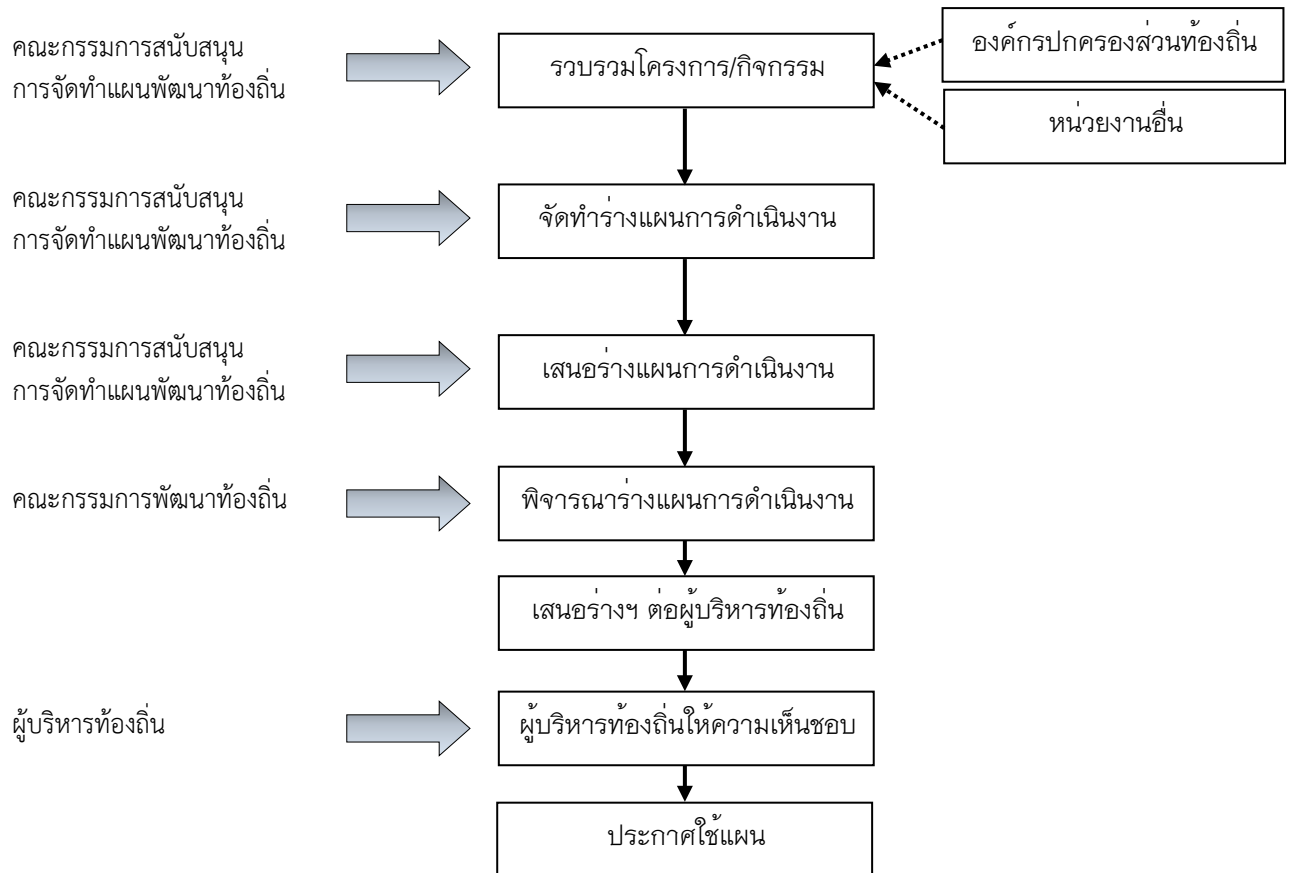 คณะกรรมการสนับสนุน
การจัดทำแผนพัฒนาท้องถิ่น
รวบรวมโครงการ/กิจกรรม
องค์กรปกครองส่วนท้องถิ่น
หน่วยงานอื่น
คณะกรรมการสนับสนุน
การจัดทำแผนพัฒนาท้องถิ่น
จัดทำร่างแผนการดำเนินงาน
คณะกรรมการสนับสนุน
การจัดทำแผนพัฒนาท้องถิ่น
เสนอร่างแผนการดำเนินงาน
คณะกรรมการพัฒนาท้องถิ่น
พิจารณาร่างแผนการดำเนินงาน
เสนอร่างฯ ต่อผู้บริหารท้องถิ่น
ผู้บริหารท้องถิ่น
ผู้บริหารท้องถิ่นให้ความเห็นชอบ
ประกาศใช้แผน